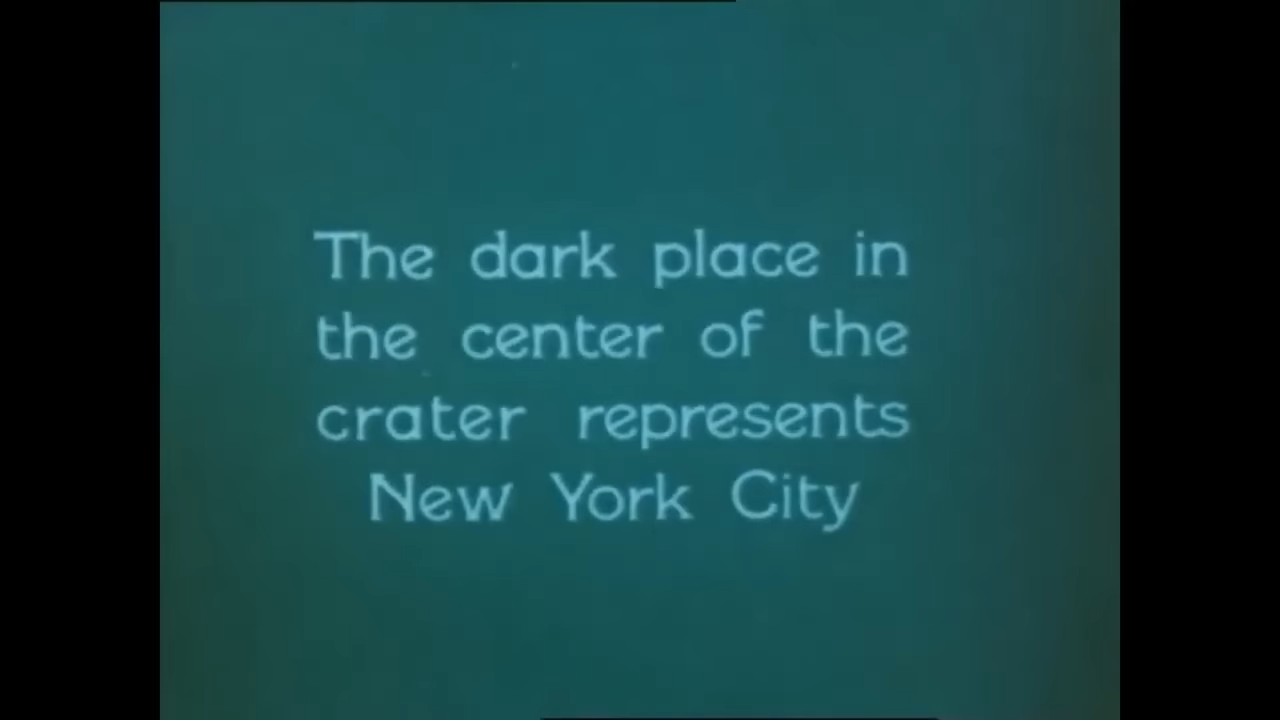 The dark place in
the center of the
crater represents
New York City